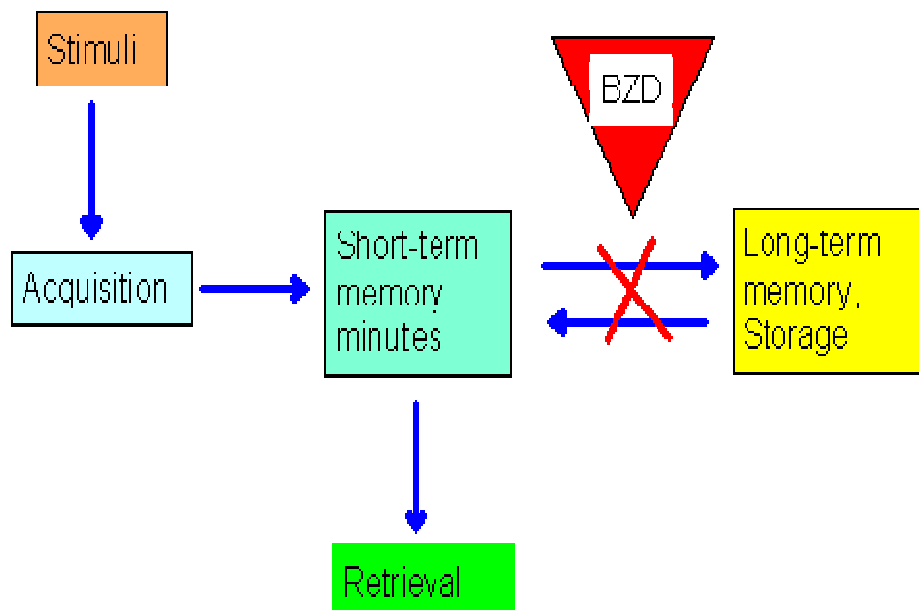 Stimuli
BZD
Acquisition
Short-term
memory
minutes
Long-term
memory,
Storage
Retrieval